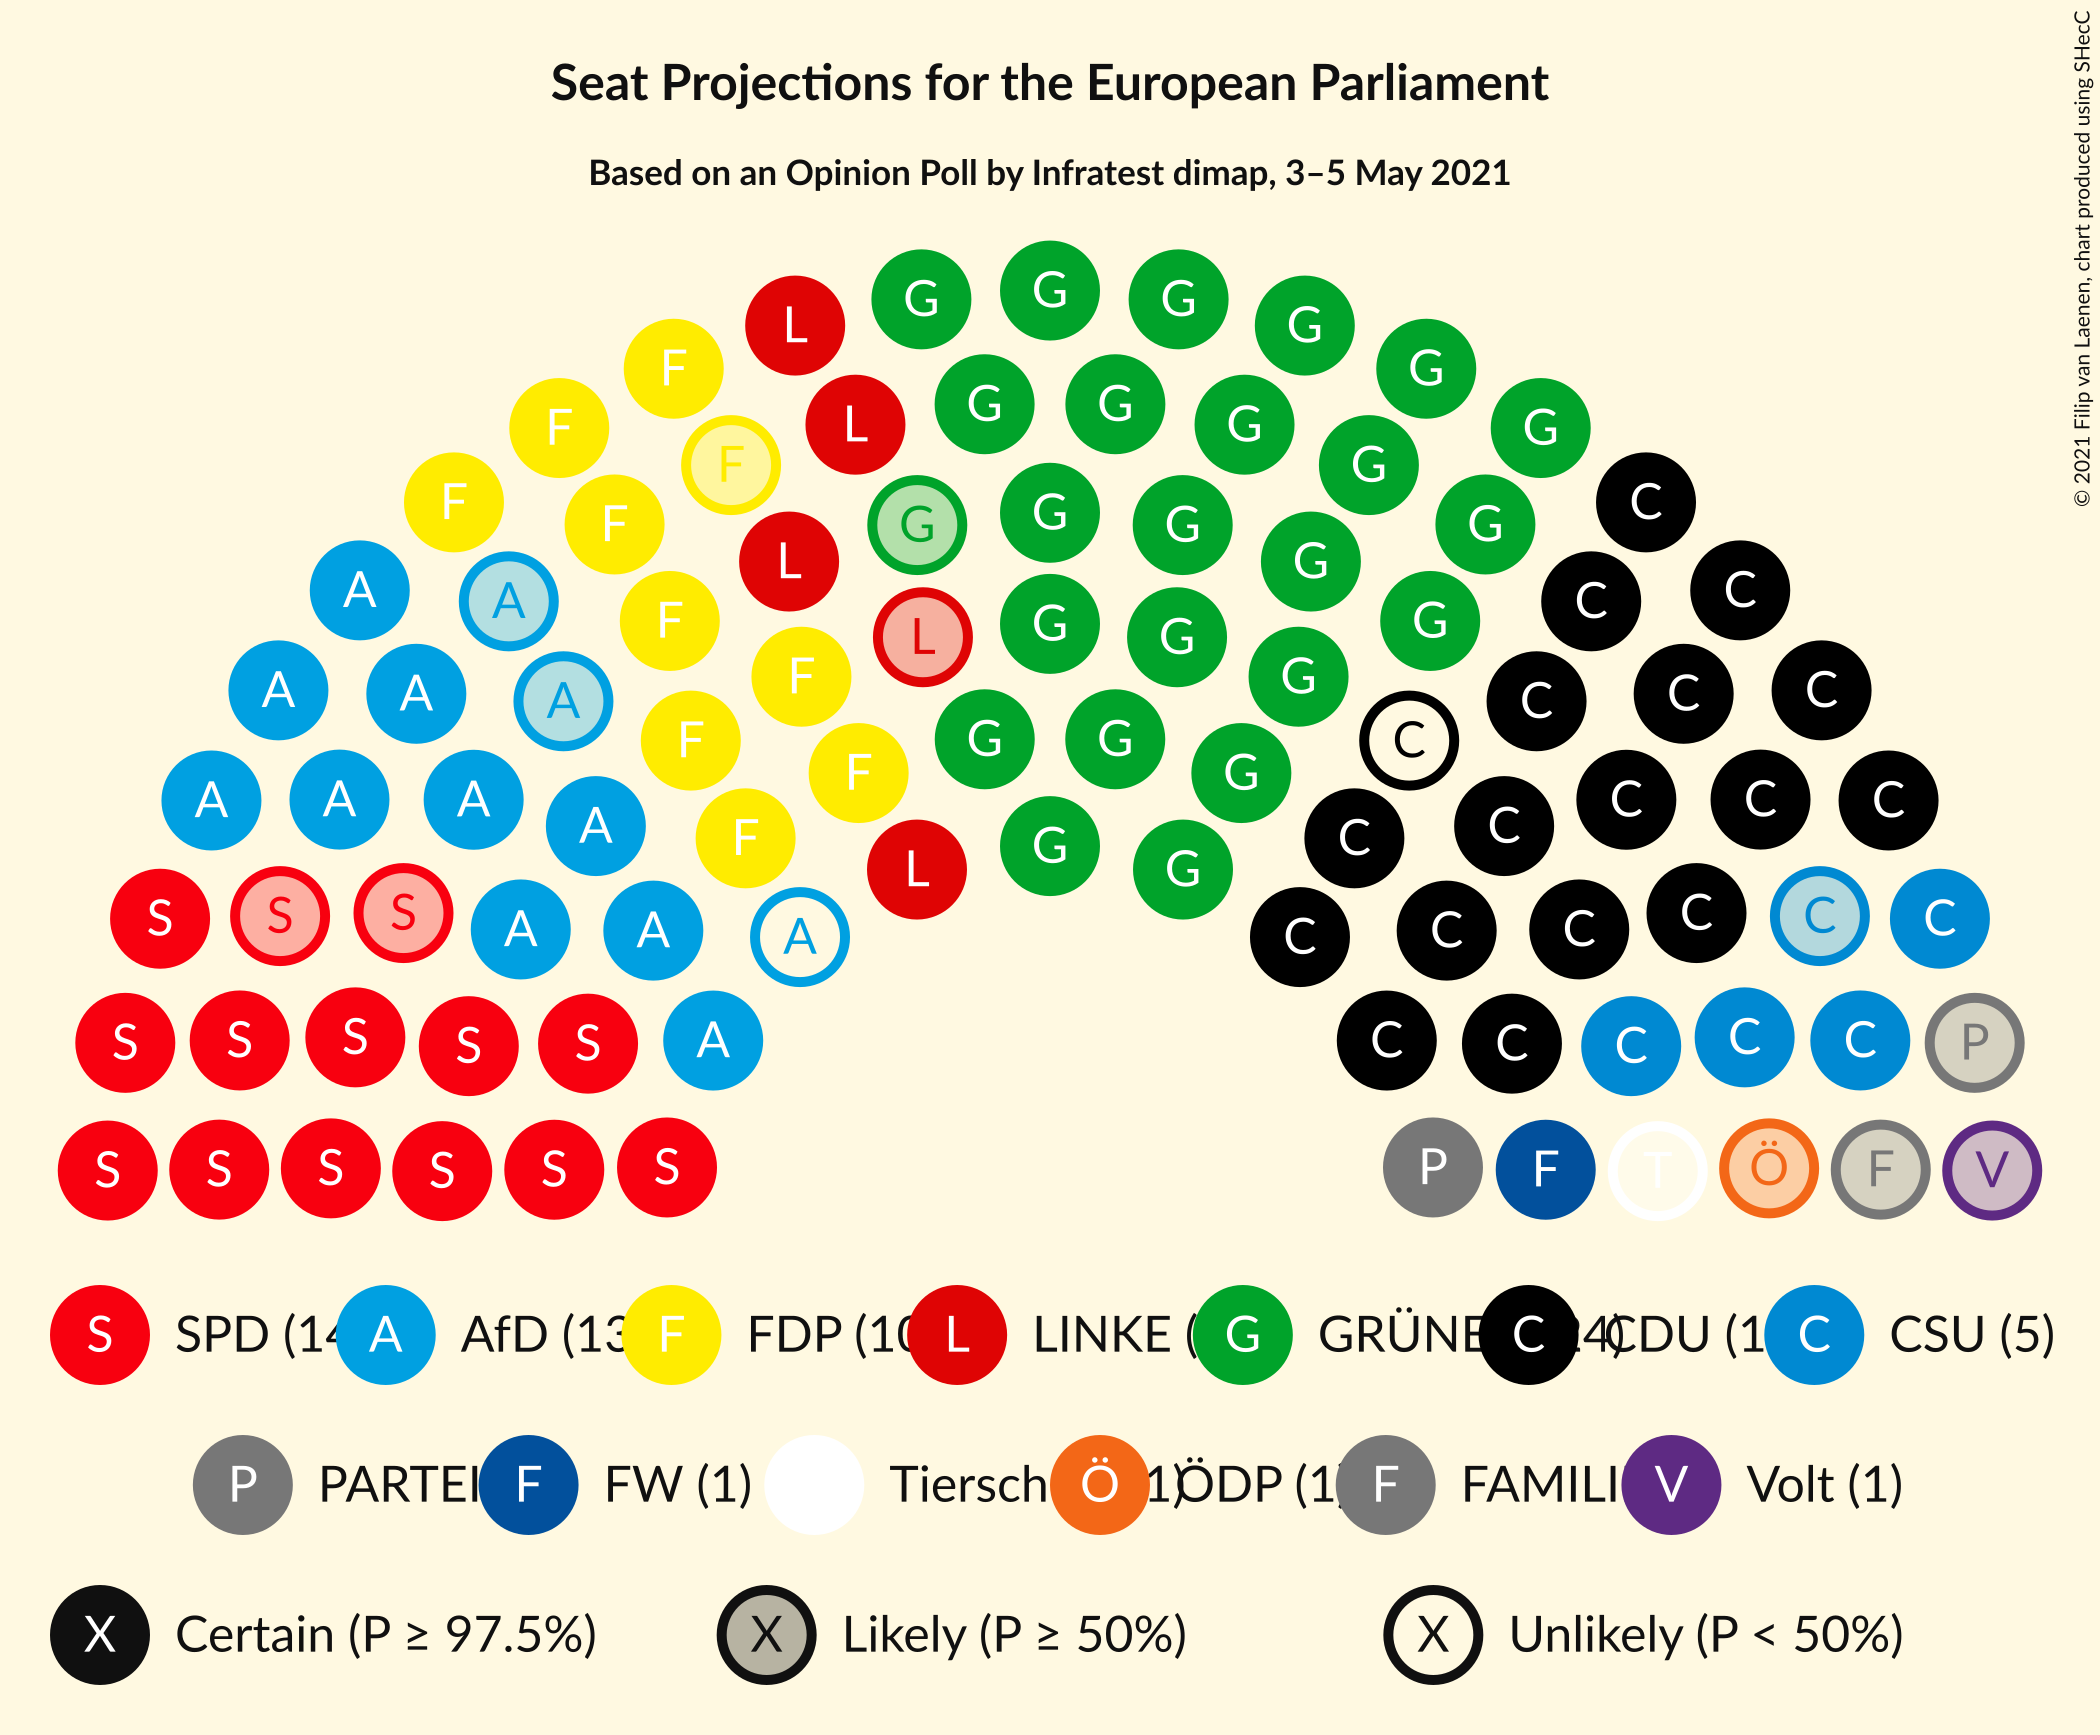 Seat Projections for the European Parliament
Based on an Opinion Poll by Infratest dimap, 3–5 May 2021
© 2021 Filip van Laenen, chart produced using SHecC
G G G
L G
F G
G G
F L G G
F F G
F C
F G G G G
L G
A A C C
F L G G G G
A A F G C C
A A C C
F G G C C
A A A F G C C C
A F G C C
L G
S S S C C C
A A A C C C
S S S S S A C C C C C P
S S S S S S P F T Ö F V
S SPD (14 A AfD (13 F FDP (10 L LINKE ( G GRÜNE C 24) CDU (1 C CSU (5)
P PARTEI F FW (1) Tiersch Ö 1) ÖDP (1 F FAMILI V Volt (1)
X Certain (P ≥ 97.5%) X Likely (P ≥ 50%) X Unlikely (P < 50%)